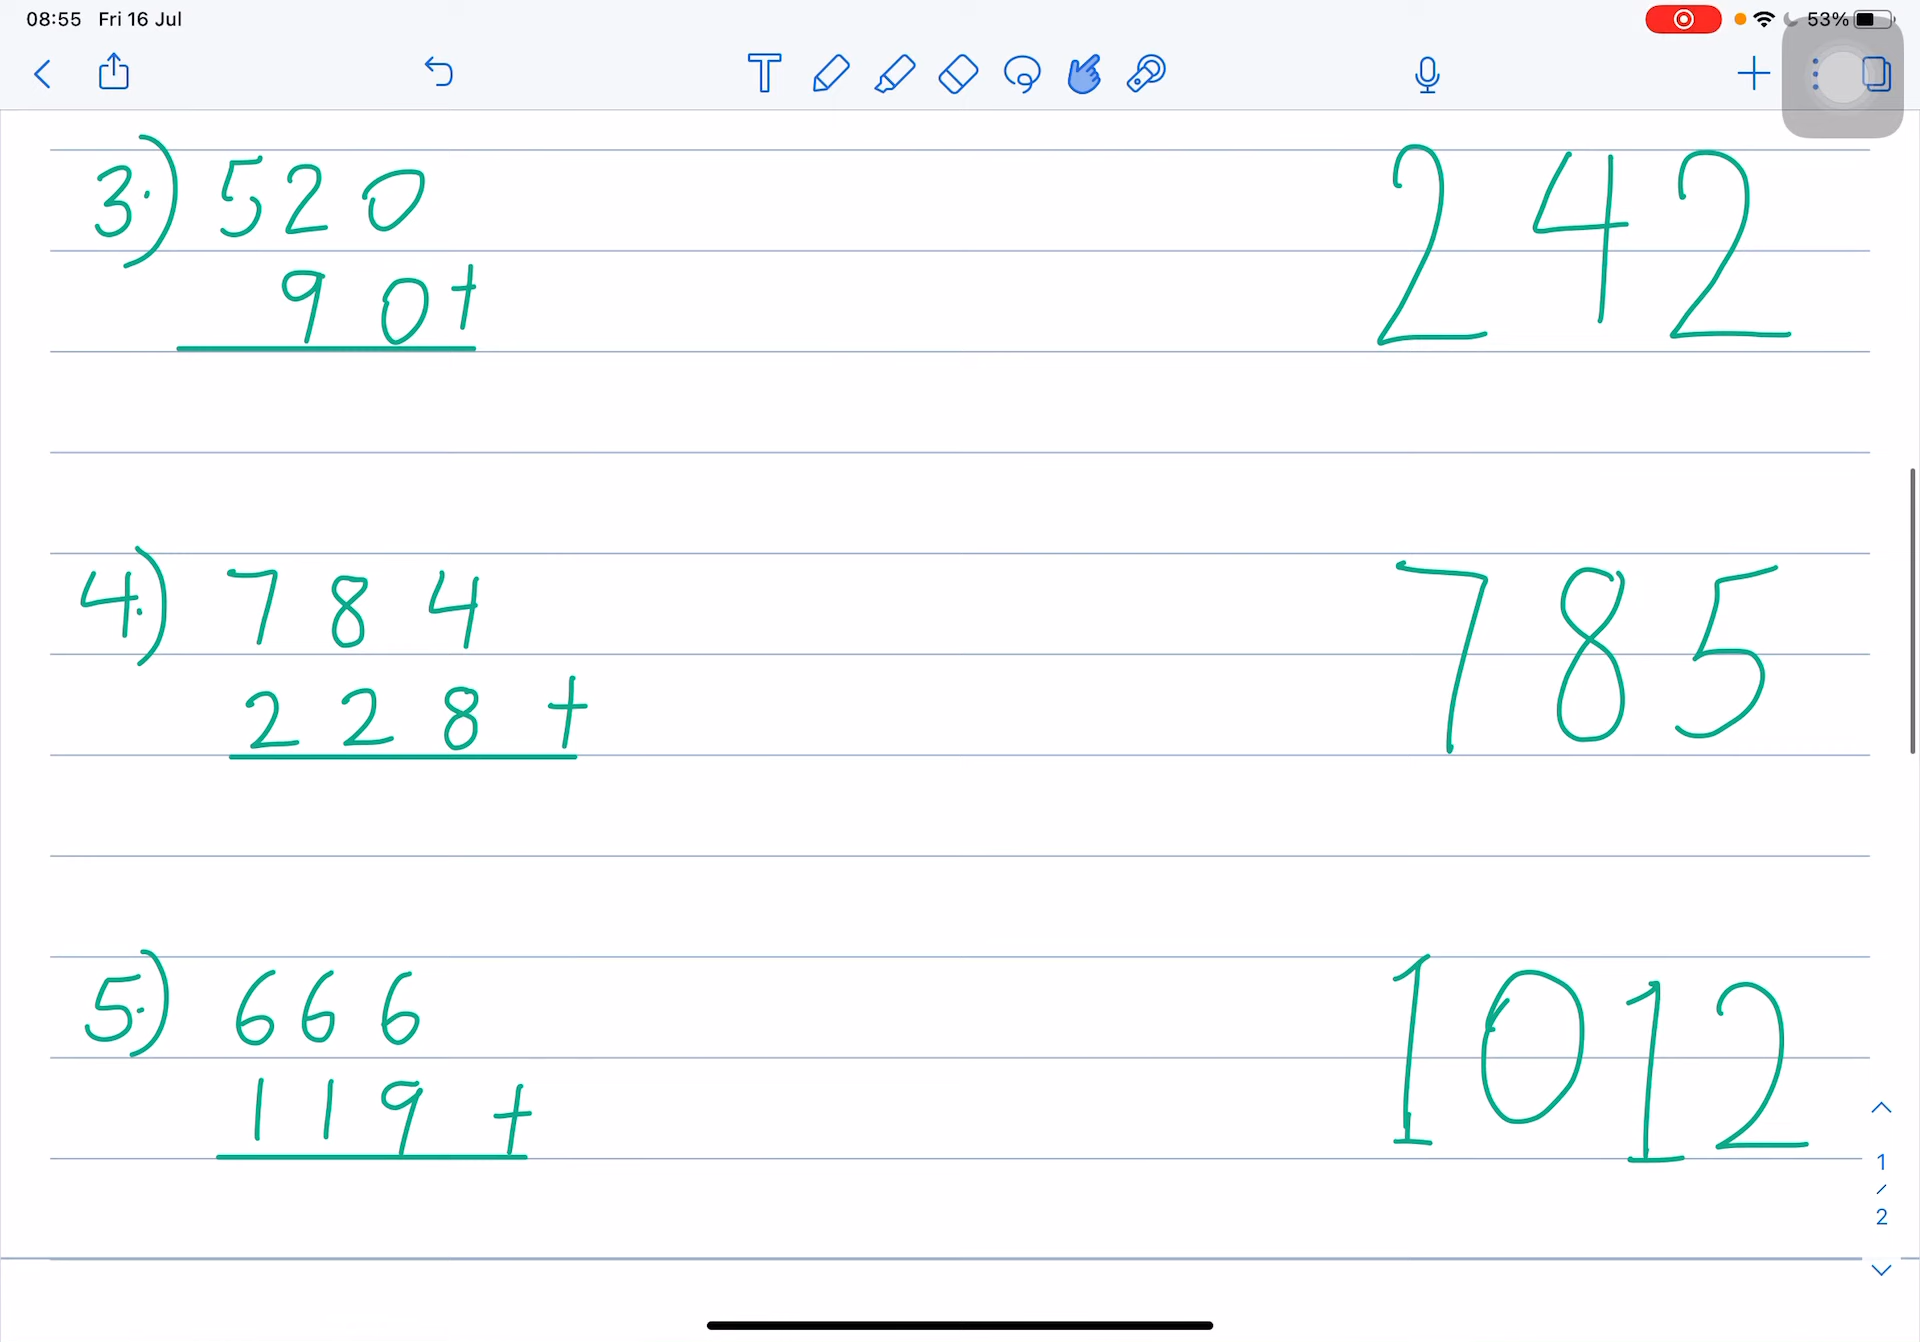 08:55 Fri 16 Jul 53%
3.) 520 242
90+
4.) 784 785
228+
5.) 666 1012
119+
1
/
2